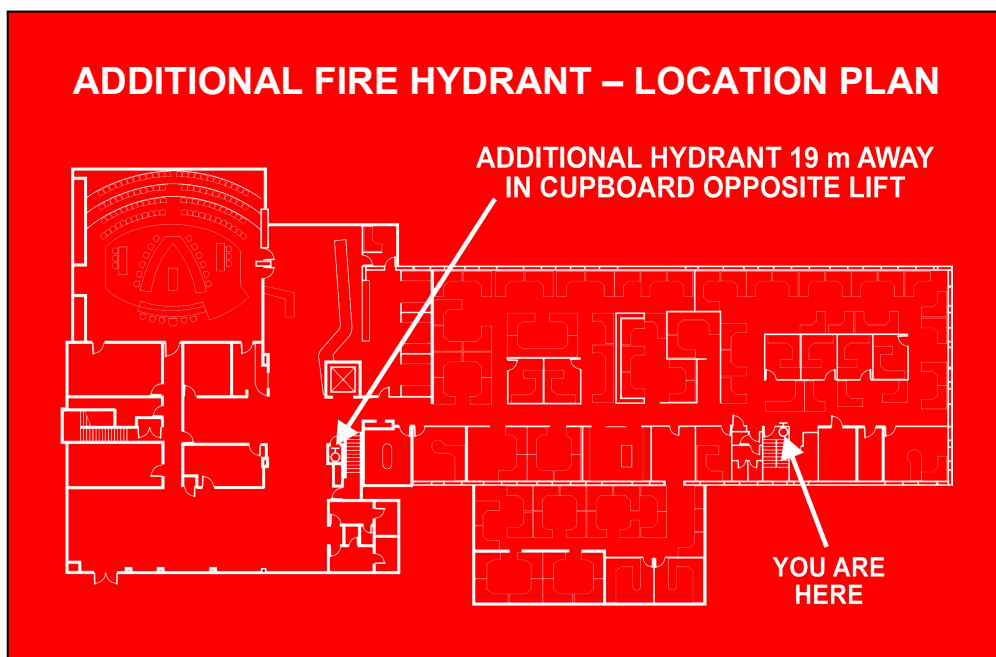 ADDITIONAL FIRE HYDRANT – LOCATION PLAN
ADDITIONAL HYDRANT 19 m AWAY
IN CUPBOARD OPPOSITE LIFT
YOU ARE
HERE